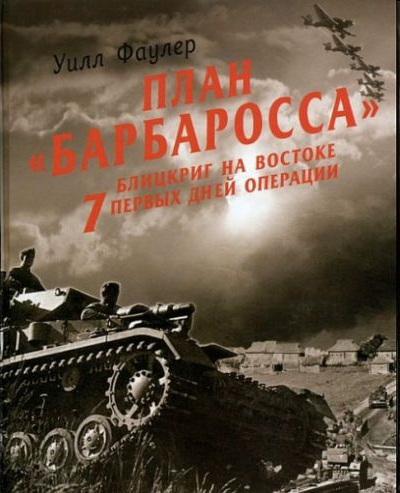 Уилл Фаулер
ПЛАН
«БАРБАРОССА»
БЛИЦКРИГ НА ВОСТОКЕ
7 ПЕРВЫХ ДНЕЙ ОПЕРАЦИИ